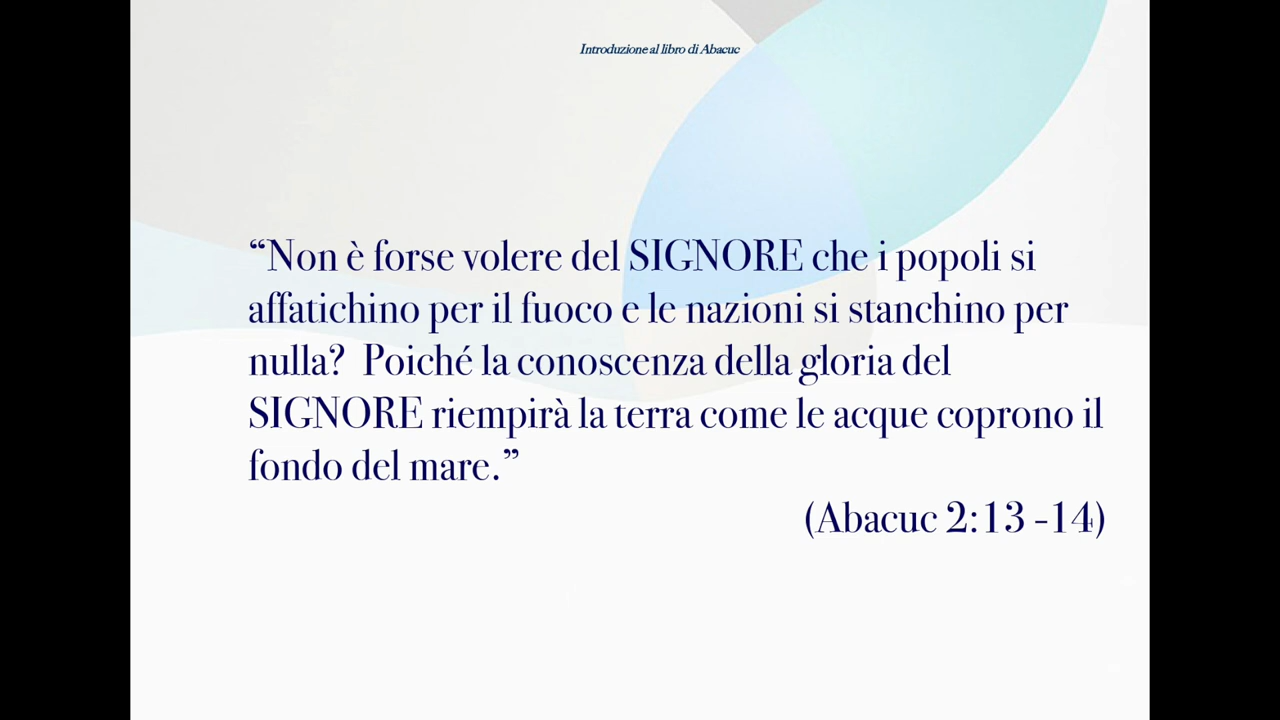 Introduzione al libro di Abacuc
“Non è forse volere del SIGNORE che i popoli si
affatichino per il fuoco e le nazioni si stanchino per
nulla?  Poiché la conoscenza della gloria del
SIGNORE riempirà la terra come le acque coprono il
fondo del mare.”
(Abacuc 2:13 -14)